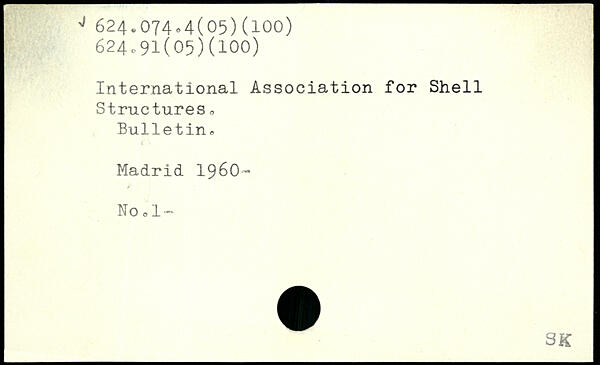 √ 624.074.4(05)(100)
624.91(05)(100)
International Association for Shell
Structures.
Bulletin.
Madrid 1960-
No.1-
SK